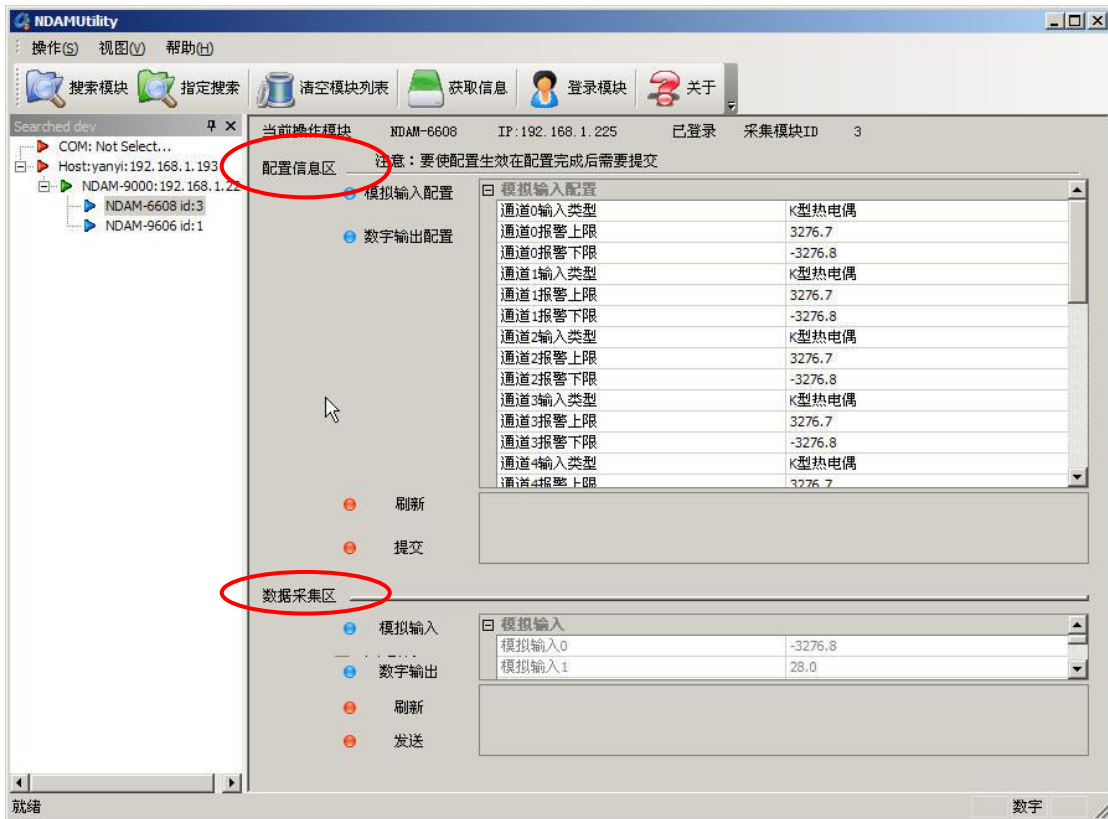 NDAMUtility
操作(S) 视图(V) 帮助(H)
搜索模块 指定搜索 清空模块列表 获取信息 登录模块 关于
Searched dev
COM: Not Select...
Host:yanyi:192.168.1.193
NDAM-9000:192.168.1.22
NDAM-6608 id:3
NDAM-9606 id:1
当前操作模块 NDAM-6608 IP:192.168.1.225 已登录 采集模块ID 3
配置信息区 注意：要使配置生效在配置完成后需要提交
模拟输入配置
数字输出配置
刷新
提交
模拟输入配置
通道0输入类型 K型热电偶
通道0报警上限 3276.7
通道0报警下限 -3276.8
通道1输入类型 K型热电偶
通道1报警上限 3276.7
通道1报警下限 -3276.8
通道2输入类型 K型热电偶
通道2报警上限 3276.7
通道2报警下限 -3276.8
通道3输入类型 K型热电偶
通道3报警上限 3276.7
通道3报警下限 -3276.8
通道4输入类型 K型热电偶
通道4报警上限 3276.7
数据采集区
模拟输入
数字输出
刷新
发送
模拟输入
模拟输入0 -3276.8
模拟输入1 28.0
就绪 数字